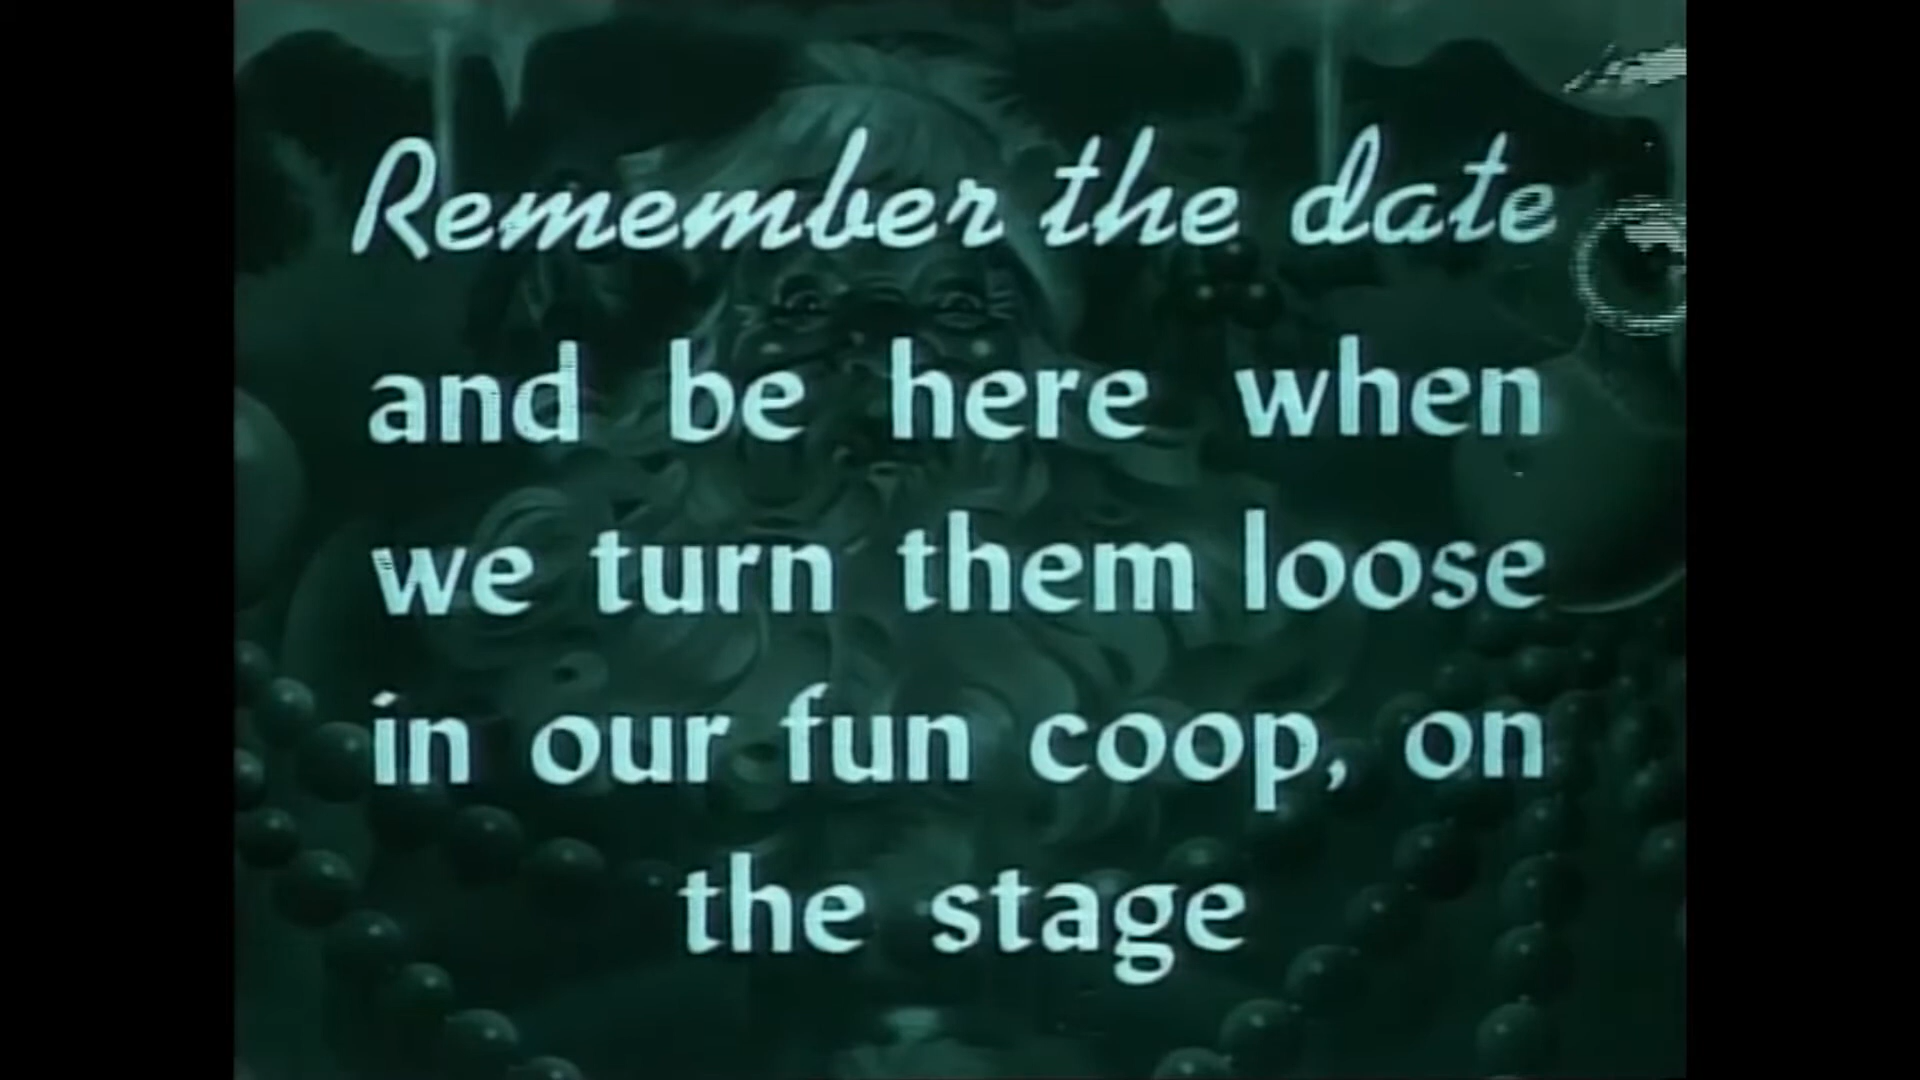 Remember the date
and be here when
we turn them loose
in our fun coop, on
the stage